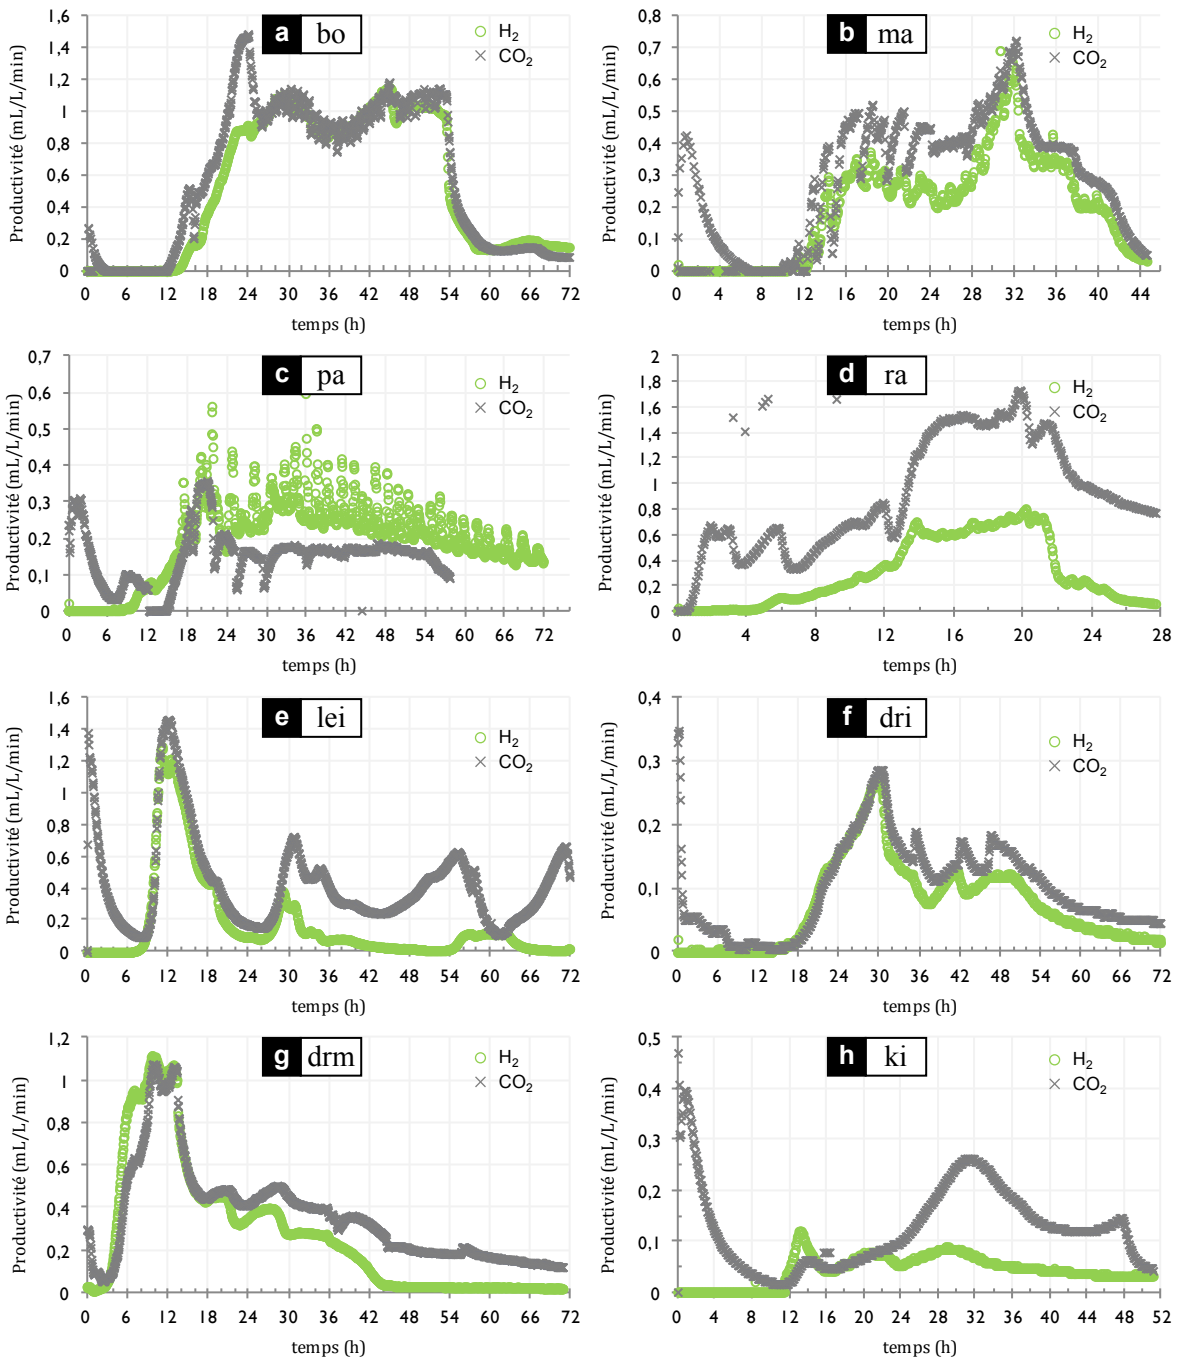 a bo
H2
CO2
Productivité (mL/L/min)
1,6
1,4
1,2
1
0,8
0,6
0,4
0,2
0
0 6 12 18 24 30 36 42 48 54 60 66 72
temps (h)
b ma
H2
CO2
Productivité (mL/L/min)
0,8
0,7
0,6
0,5
0,4
0,3
0,2
0,1
0
0 4 8 12 16 20 24 28 32 36 40 44
temps (h)
c pa
H2
CO2
Productivité (mL/L/min)
0,7
0,6
0,5
0,4
0,3
0,2
0,1
0
0 6 12 18 24 30 36 42 48 54 60 66 72
temps (h)
d ra
H2
CO2
Productivité (mL/L/min)
2
1,8
1,6
1,4
1,2
1
0,8
0,6
0,4
0,2
0
0 4 8 12 16 20 24 28
temps (h)
e lei
H2
CO2
Productivité (mL/L/min)
1,6
1,4
1,2
1
0,8
0,6
0,4
0,2
0
0 6 12 18 24 30 36 42 48 54 60 66 72
temps (h)
f dri
H2
CO2
Productivité (mL/L/min)
0,4
0,3
0,2
0,1
0
0 6 12 18 24 30 36 42 48 54 60 66 72
temps (h)
g drm
H2
CO2
Productivité (mL/L/min)
1,2
1
0,8
0,6
0,4
0,2
0
0 6 12 18 24 30 36 42 48 54 60 66 72
temps (h)
h ki
H2
CO2
Productivité (mL/L/min)
0,5
0,4
0,3
0,2
0,1
0
0 4 8 12 16 20 24 28 32 36 40 44 48 52
temps (h)